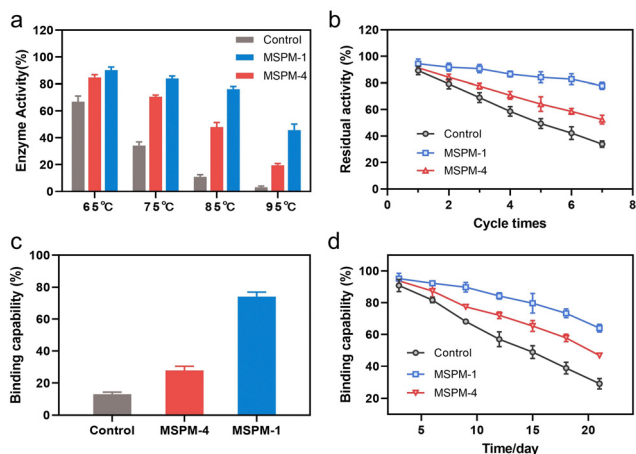 a
Enzyme Activity(%)
120
100
80
60
40
20
0
65℃ 75℃ 85℃ 95℃
Control
MSPM-1
MSPM-4
b
Residual activity (%)
120
100
80
60
40
20
0 2 4 6 8
Cycle times
Control
MSPM-1
MSPM-4
c
Binding capability (%)
100
80
60
40
20
0
Control MSPM-4 MSPM-1
d
Binding capability (%)
100
80
60
40
20
5 10 15 20
Time/day
Control
MSPM-1
MSPM-4